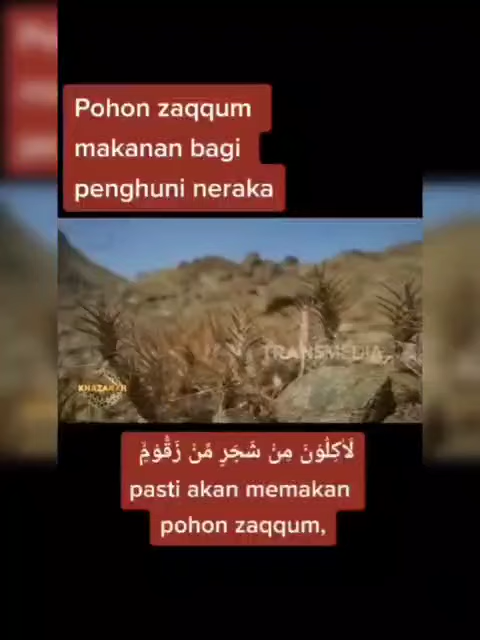 Pohon zaqqum
makanan bagi
penghuni neraka
TRANSMEDIA
KHAZANAH
لَاٰكِلُوْنَ مِنْ شَجَرٍ مِّنْ زَقُّوْمٍۙ
pasti akan memakan
pohon zaqqum,